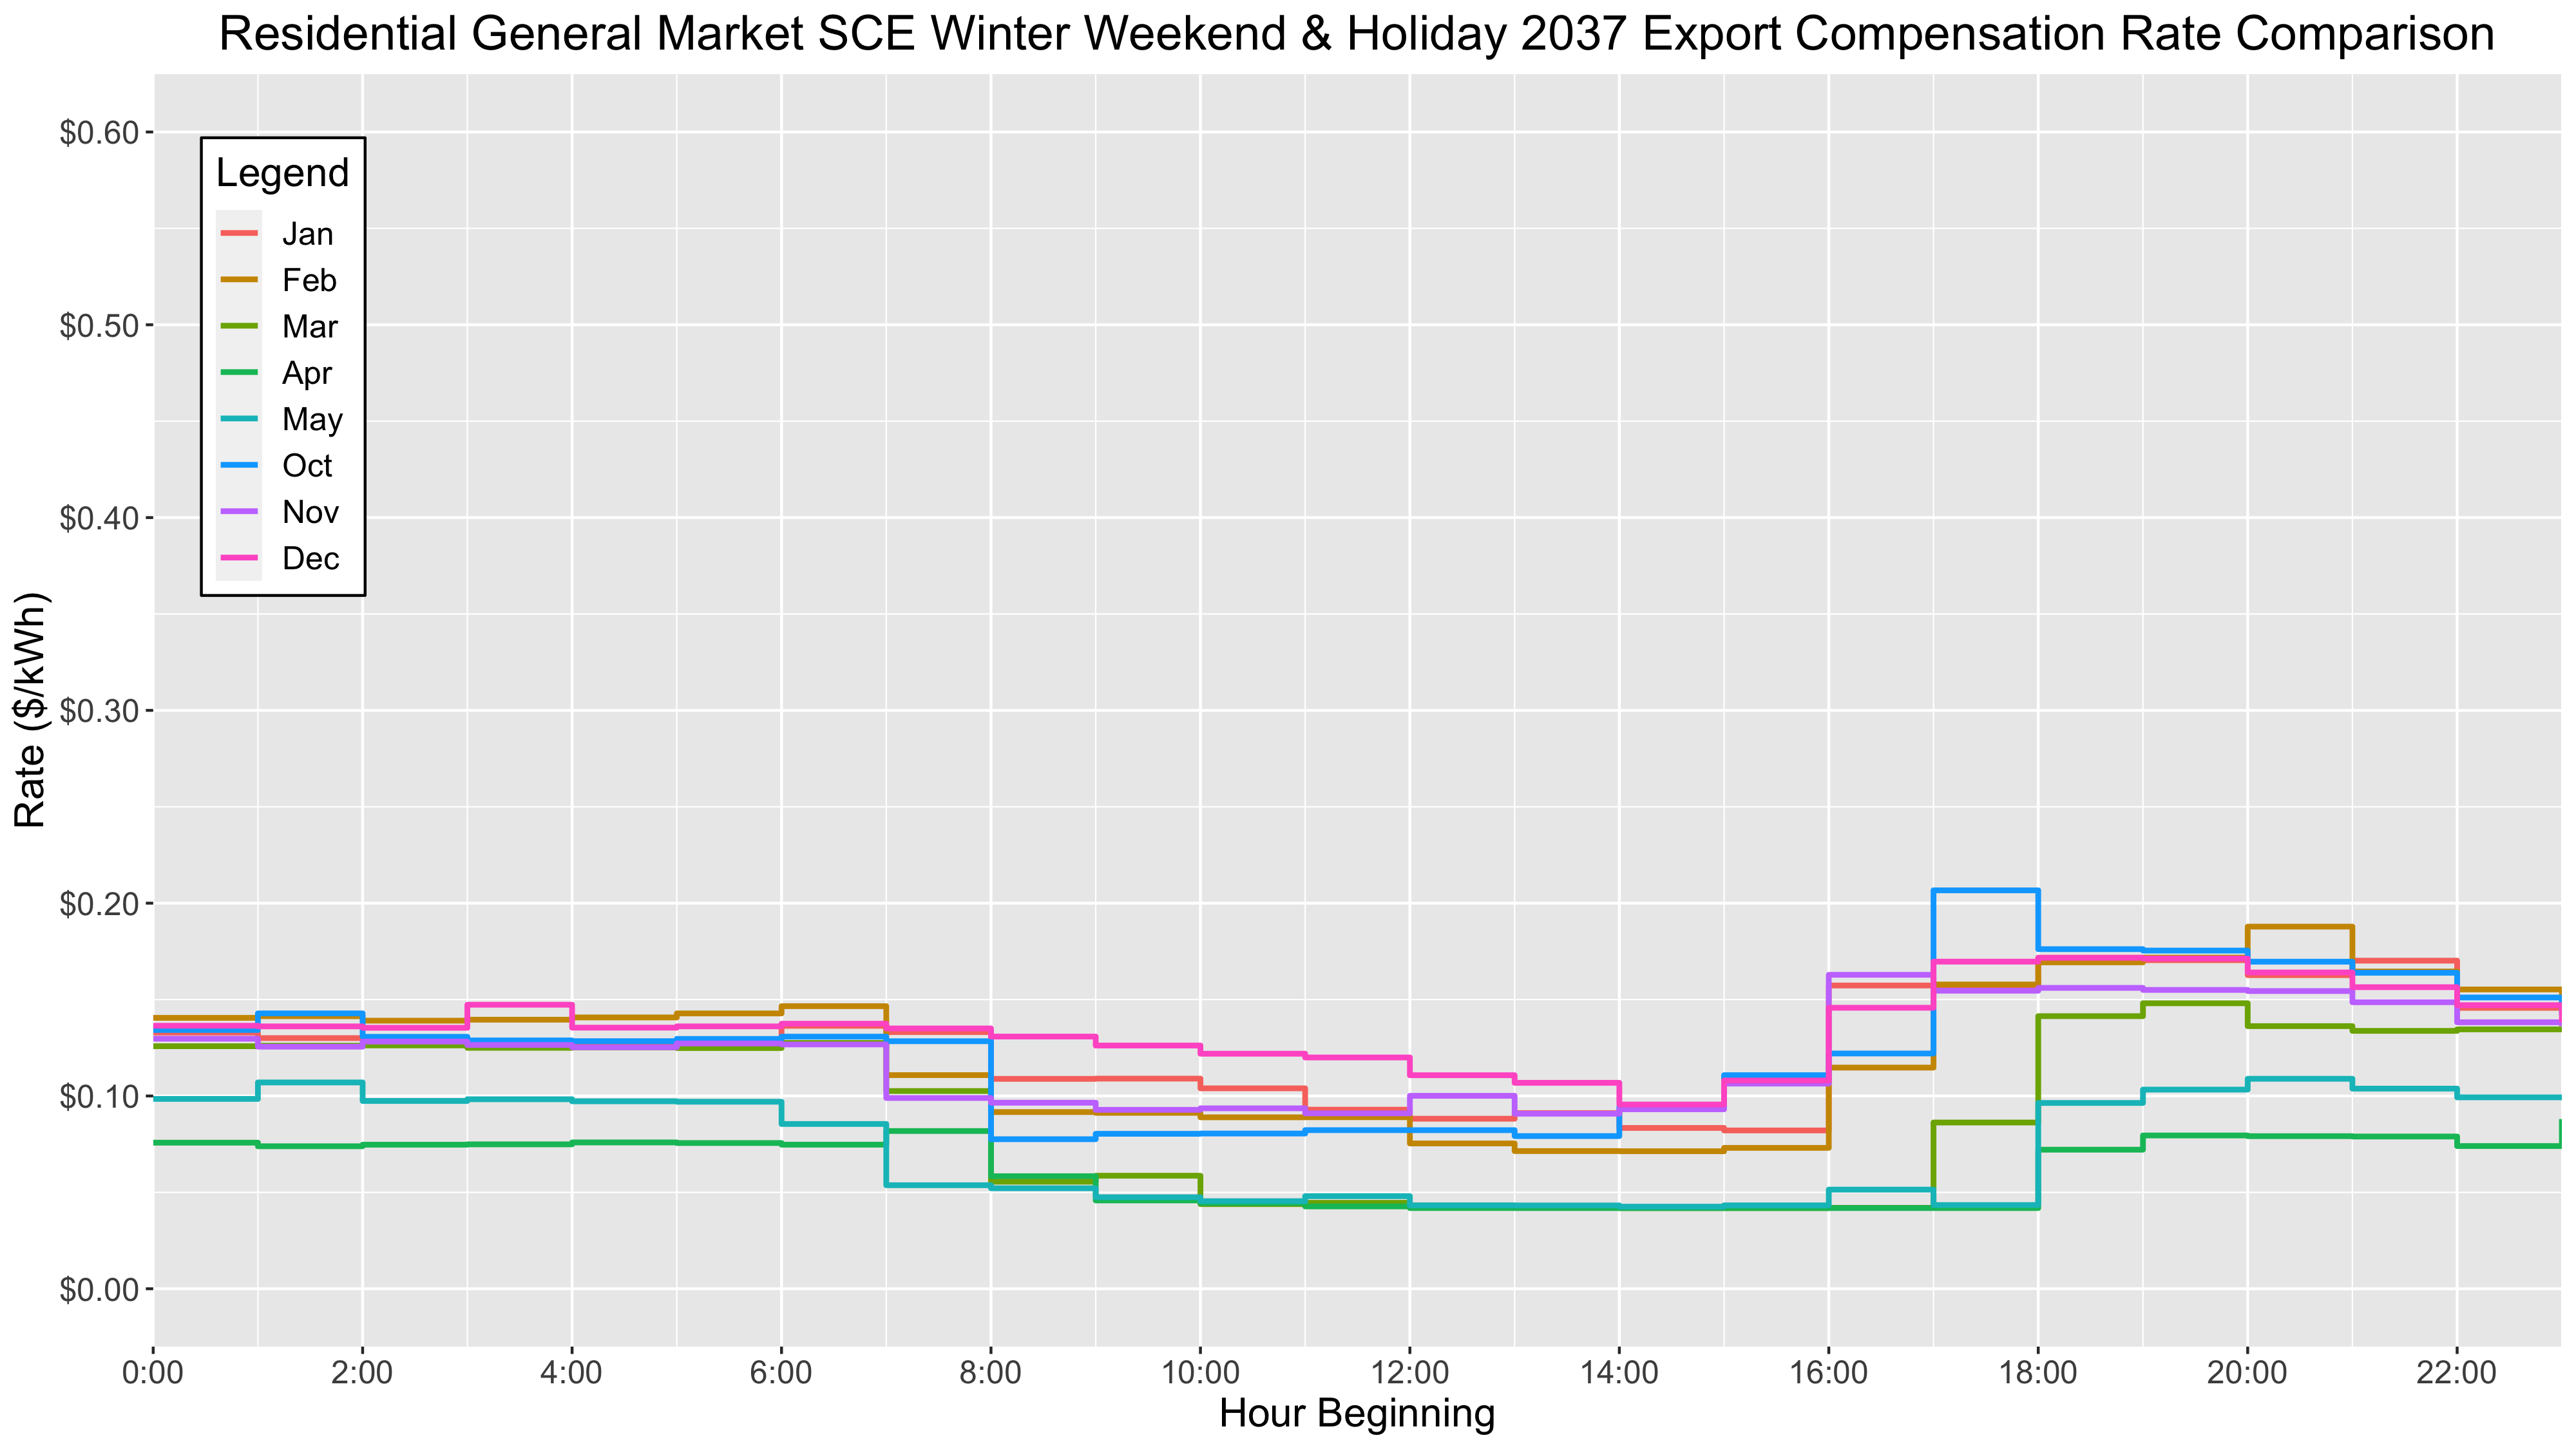 Residential General Market SCE Winter Weekend & Holiday 2037 Export Compensation Rate Comparison
$0.60
$0.50
$0.40
$0.30
$0.20
$0.10
$0.00
Rate ($/kWh)
Legend
Jan
Feb
Mar
Apr
May
Oct
Nov
Dec
0:00 2:00 4:00 6:00 8:00 10:00 12:00 14:00 16:00 18:00 20:00 22:00
Hour Beginning